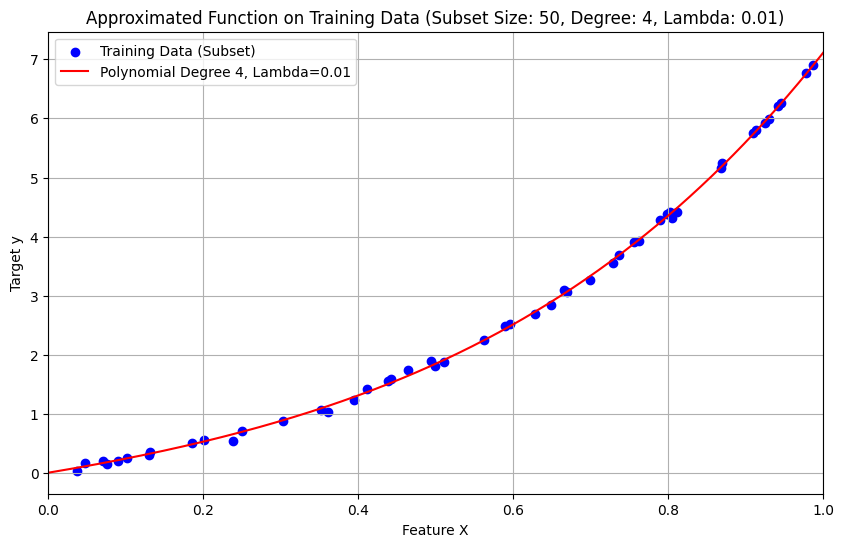 Approximated Function on Training Data (Subset Size: 50, Degree: 4, Lambda: 0.01)
Training Data (Subset)
Polynomial Degree 4, Lambda=0.01
7
6
5
4
3
2
1
0
Target y
0.0
0.2
0.4
0.6
0.8
1.0
Feature X